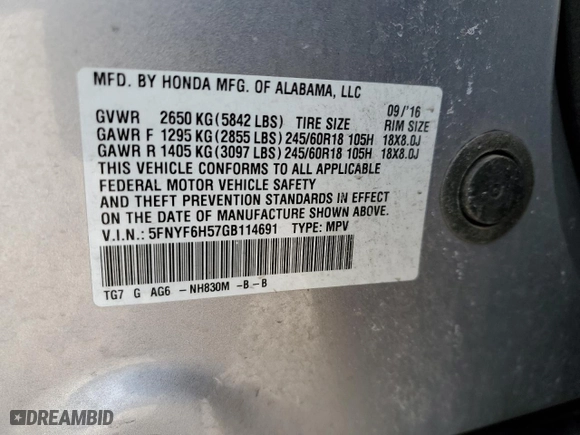 MFD. BY HONDA MFG. OF ALABAMA, LLC
09/'16
GVWR 2650 KG(5842 LBS) TIRE SIZE RIM SIZE
GAWR F 1295 KG(2855 LBS)245/60R18 105H 18X8.0J
GAWR R 1405 KG(3097 LBS)245/60R18 105H 18X8.0J
THIS VEHICLE CONFORMS TO ALL APPLICABLE
FEDERAL MOTOR VEHICLE SAFETY
AND THEFT PREVENTION STANDARDS IN EFFECT
ON THE DATE OF MANUFACTURE SHOWN ABOVE.
V.I.N.: 5FNYF6H57GB114691 TYPE: MPV
TG7 G AG6 -NH830M -B -B
DREAMBID